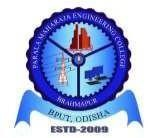 PARALA MAHARAJA ENGINEERING COLLEGE
BRAHMAPUR
BPUT, ODISHA
ESTD-2009